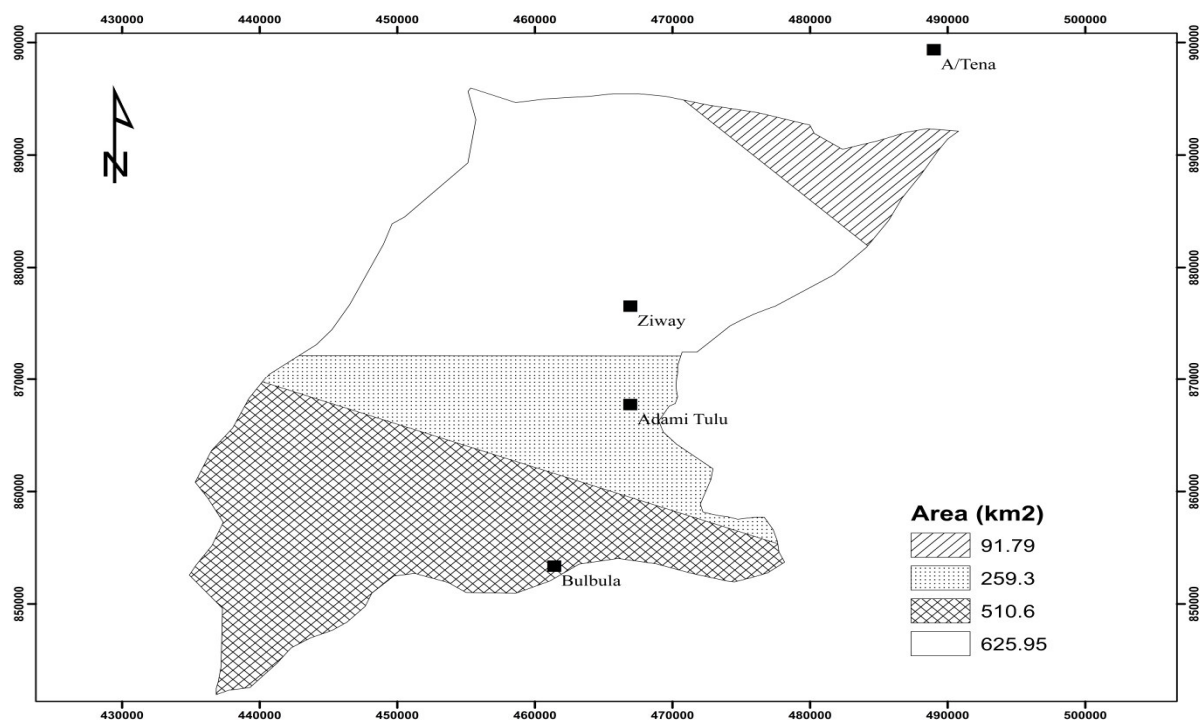 430000 440000 450000 460000 470000 480000 490000 500000
900000 900000
A/Tena
N
890000 890000
880000 880000
Ziway
870000 870000
Adami Tulu
860000 860000
Area (km2)
91.79
259.3
Bulbula
510.6
850000 850000
625.95
430000 440000 450000 460000 470000 480000 490000 500000